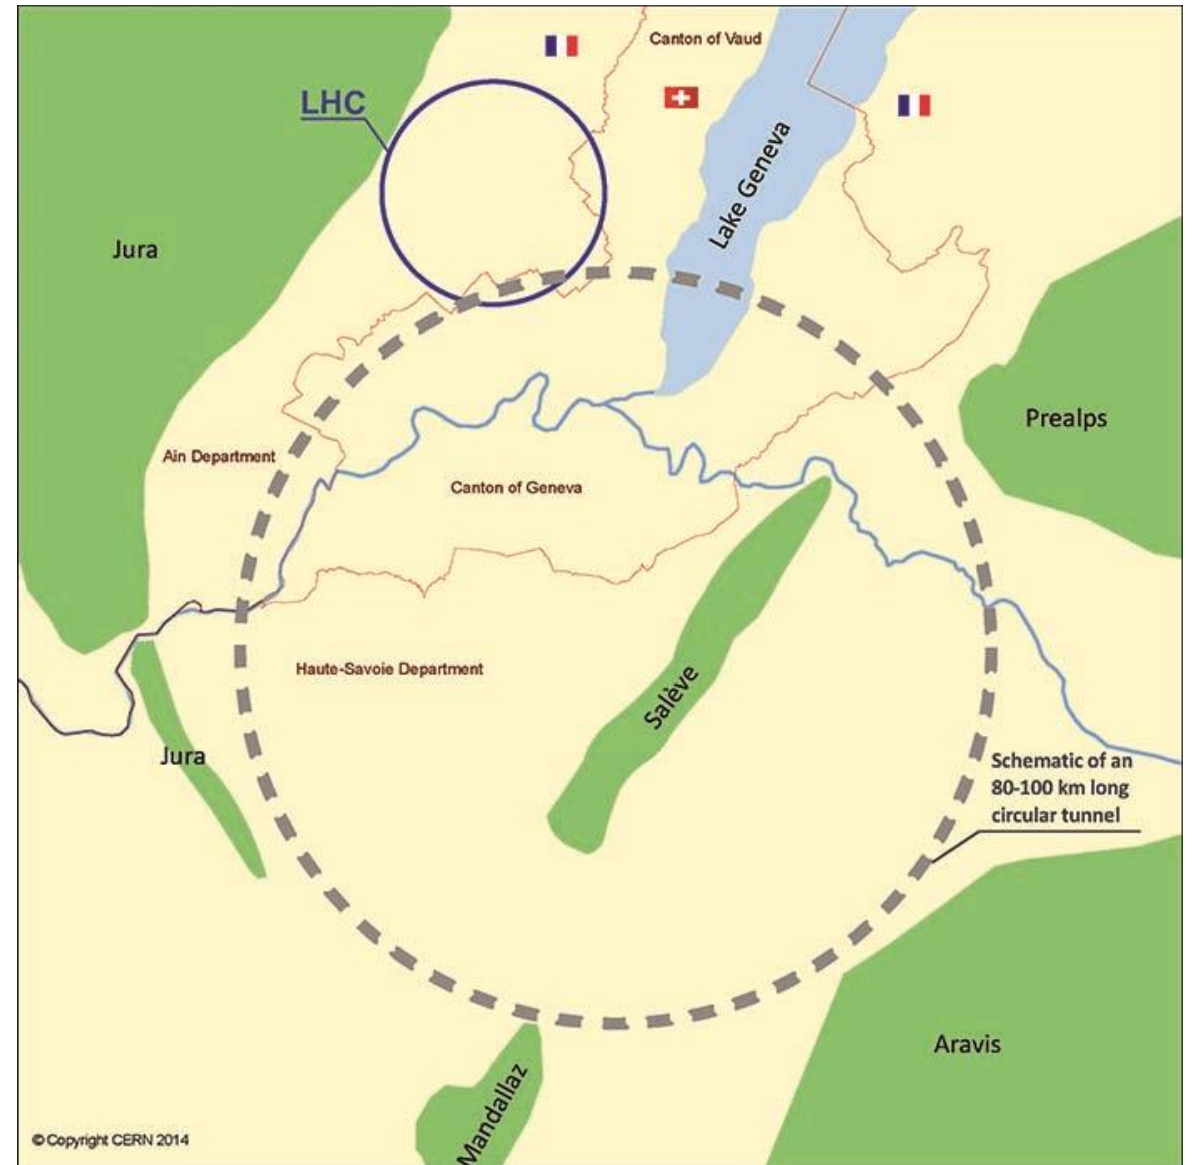 Canton of Vaud
LHC
Lake Geneva
Jura
Prealps
Ain Department
Canton of Geneva
Haute-Savoie Department
Salève
Jura
Schematic of an
80-100 km long
circular tunnel
Aravis
Mandallaz
© Copyright CERN 2014